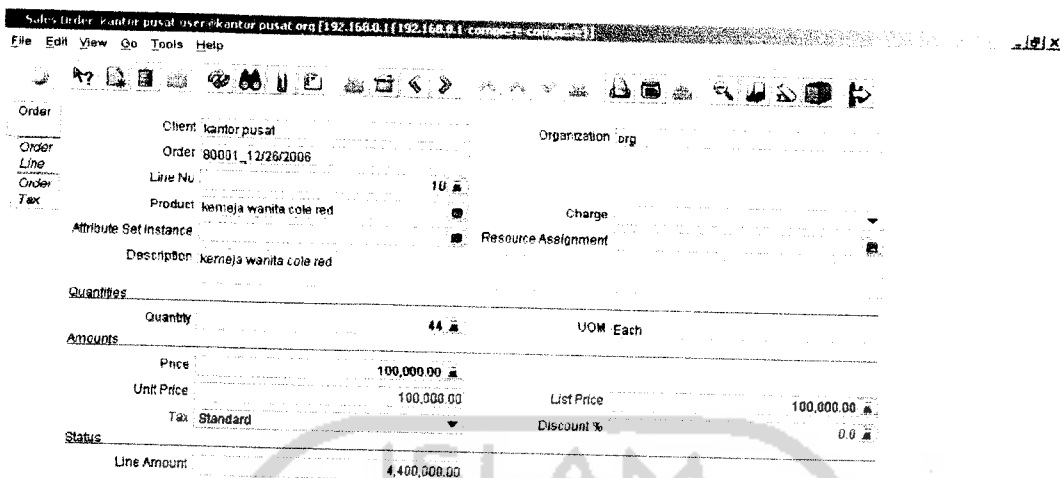 Sales Order kantor pusat user@kantor pusat.org [192.168.0.1 [192.168.0.1-compiere-compiere]]
File Edit View Go Tools Help
Order
Client kantor pusat Organization org
Order Line
Order 80001_12/26/2006
Order Tax
Line No 10
Product kemeja wanita cole red Charge
Attribute Set Instance Resource Assignment
Description kemeja wanita cole red
Quantities
Quantity 44 UOM Each
Amounts
Price 100,000.00
Unit Price 100,000.00 List Price 100,000.00
Tax Standard Discount % 0.0
Status
Line Amount 4,400,000.00
ISLAM